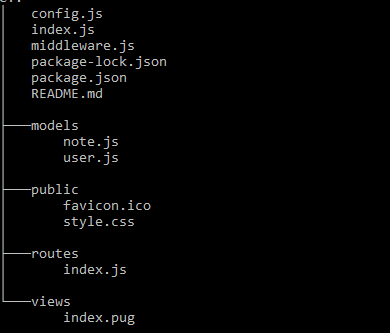 config.js
index.js
middleware.js
package-lock.json
package.json
README.md
models
note.js
user.js
public
favicon.ico
style.css
routes
index.js
views
index.pug